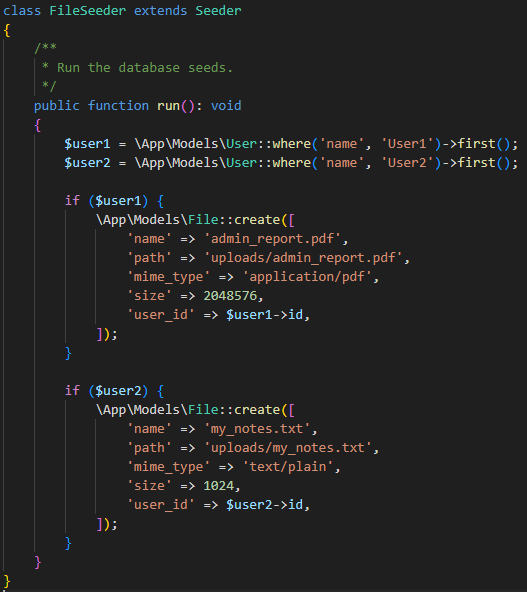 class FileSeeder extends Seeder
{
    /**
     * Run the database seeds.
     */
    public function run(): void
    {
        $user1 = \App\Models\User::where('name', 'User1')->first();
        $user2 = \App\Models\User::where('name', 'User2')->first();

        if ($user1) {
            \App\Models\File::create([
                'name' => 'admin_report.pdf',
                'path' => 'uploads/admin_report.pdf',
                'mime_type' => 'application/pdf',
                'size' => 2048576,
                'user_id' => $user1->id,
            ]);
        }

        if ($user2) {
            \App\Models\File::create([
                'name' => 'my_notes.txt',
                'path' => 'uploads/my_notes.txt',
                'mime_type' => 'text/plain',
                'size' => 1024,
                'user_id' => $user2->id,
            ]);
        }
    }
}